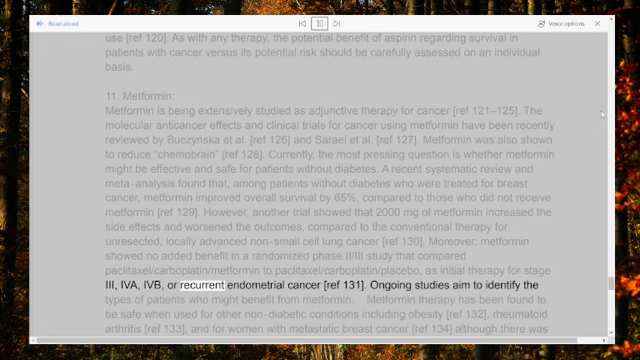 Read aloud
Voice options
use [ref 120]. As with any therapy, the potential benefit of aspirin regarding survival in
patients with cancer versus its potential risk should be carefully assessed on an individual
basis.
11. Metformin:
Metformin is being extensively studied as adjunctive therapy for cancer [ref 121–125]. The
molecular anticancer effects and clinical trials for cancer using metformin have been recently
reviewed by Buczyńska et al. [ref 126] and Saraei et al. [ref 127]. Metformin was also shown
to reduce “chemobrain” [ref 128]. Currently, the most pressing question is whether metformin
might be effective and safe for patients without diabetes. A recent systematic review and
meta-analysis found that, among patients without diabetes who were treated for breast
cancer, metformin improved overall survival by 65%, compared to those who did not receive
metformin [ref 129]. However, another trial showed that 2000 mg of metformin increased the
side effects and worsened the outcomes, compared to the conventional therapy for
unresected, locally advanced non-small cell lung cancer [ref 130]. Moreover, metformin
showed no added benefit in a randomized phase II/III study that compared
paclitaxel/carboplatin/metformin to paclitaxel/carboplatin/placebo, as initial therapy for stage
III, IVA, IVB, or recurrent endometrial cancer [ref 131]. Ongoing studies aim to identify the
types of patients who might benefit from metformin. Metformin therapy has been found to
be safe when used for other non-diabetic conditions including obesity [ref 132], rheumatoid
arthritis [ref 133], and for women with metastatic breast cancer [ref 134] although there was